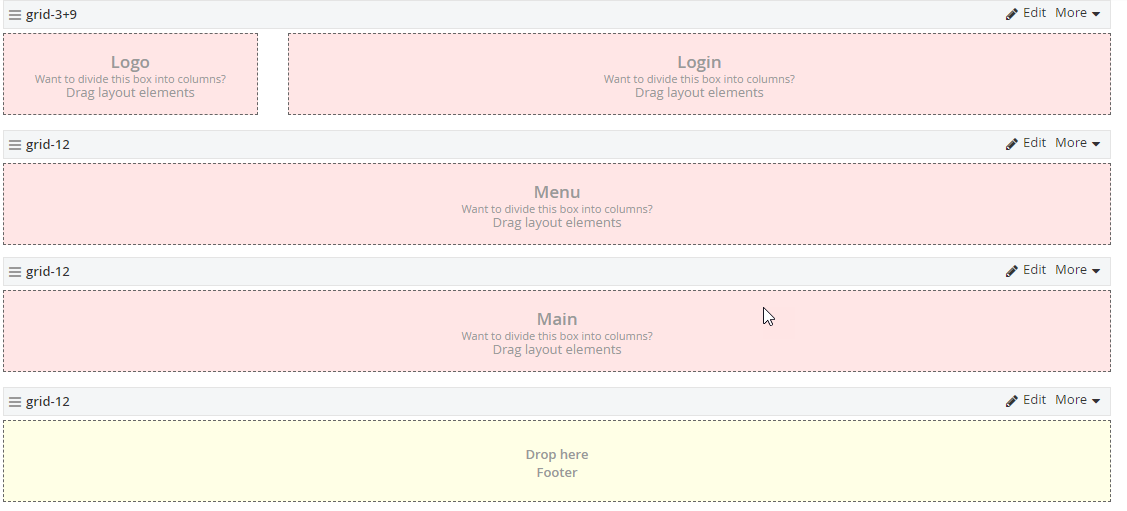 grid-3+9
Edit More
Logo
Want to divide this box into columns?
Drag layout elements
Login
Want to divide this box into columns?
Drag layout elements
grid-12
Edit More
Menu
Want to divide this box into columns?
Drag layout elements
grid-12
Edit More
Main
Want to divide this box into columns?
Drag layout elements
grid-12
Edit More
Drop here
Footer